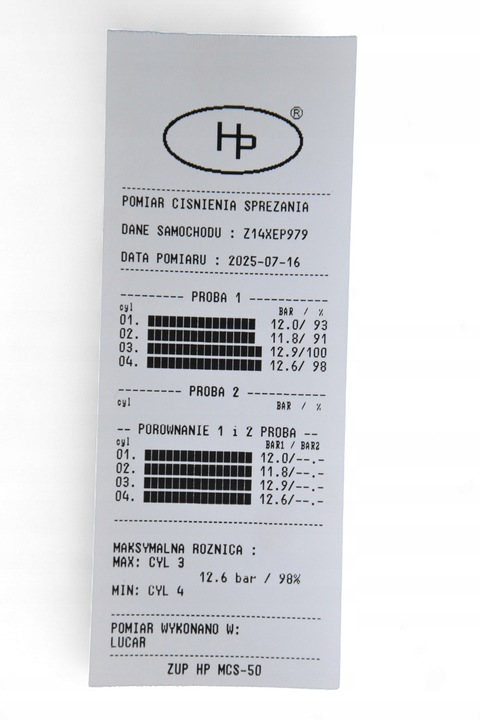 HP ®
POMIAR CISNIENIA SPREZANIA
DANE SAMOCHODU : Z14XEP979
DATA POMIARU : 2025-07-16
--------- PROBA 1 -----------
cyl BAR / %
01. 12.0/ 93
02. 11.8/ 91
03. 12.9/100
04. 12.6/ 98
--------- PROBA 2 -----------
cyl BAR / %
-- POROWNANIE 1 i 2 PROBA --
cyl BAR1 / BAR2
01. 12.0/--.-
02. 11.8/--.-
03. 12.9/--.-
04. 12.6/--.-
MAKSYMALNA ROZNICA :
MAX: CYL 3
12.6 bar / 98%
MIN: CYL 4
POMIAR WYKONANO W:
LUCAR
ZUP HP MCS-50